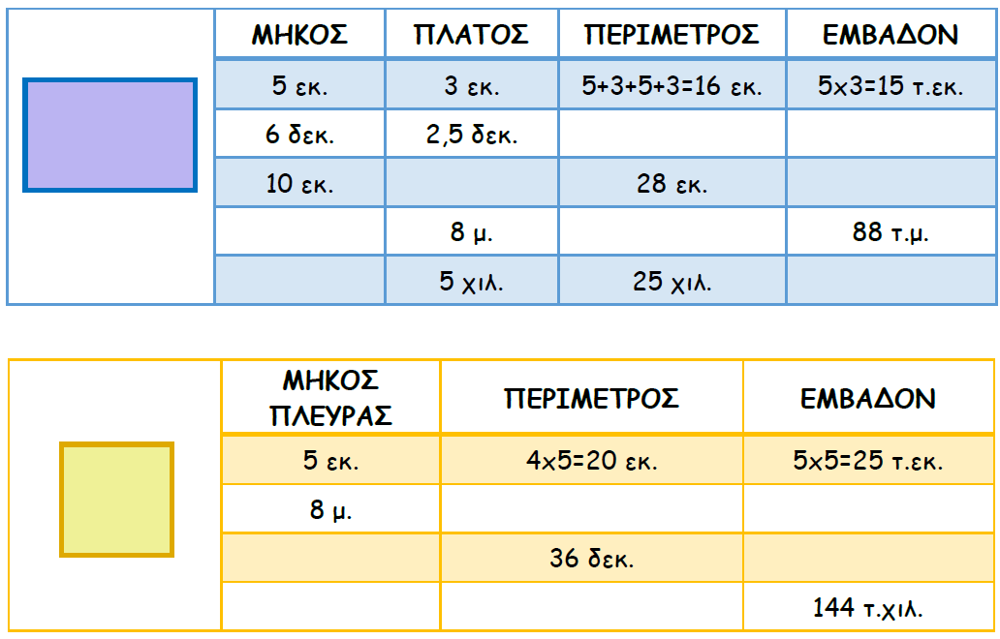 ΜΗΚΟΣ ΠΛΑΤΟΣ ΠΕΡΙΜΕΤΡΟΣ ΕΜΒΑΔΟΝ
5 εκ. 3 εκ. 5+3+5+3=16 εκ. 5x3=15 τ.εκ.
6 δεκ. 2,5 δεκ.
10 εκ. 28 εκ.
8 μ. 88 τ.μ.
5 χιλ. 25 χιλ.
ΜΗΚΟΣ
ΠΛΕΥΡΑΣ ΠΕΡΙΜΕΤΡΟΣ ΕΜΒΑΔΟΝ
5 εκ. 4x5=20 εκ. 5x5=25 τ.εκ.
8 μ.
36 δεκ.
144 τ.χιλ.